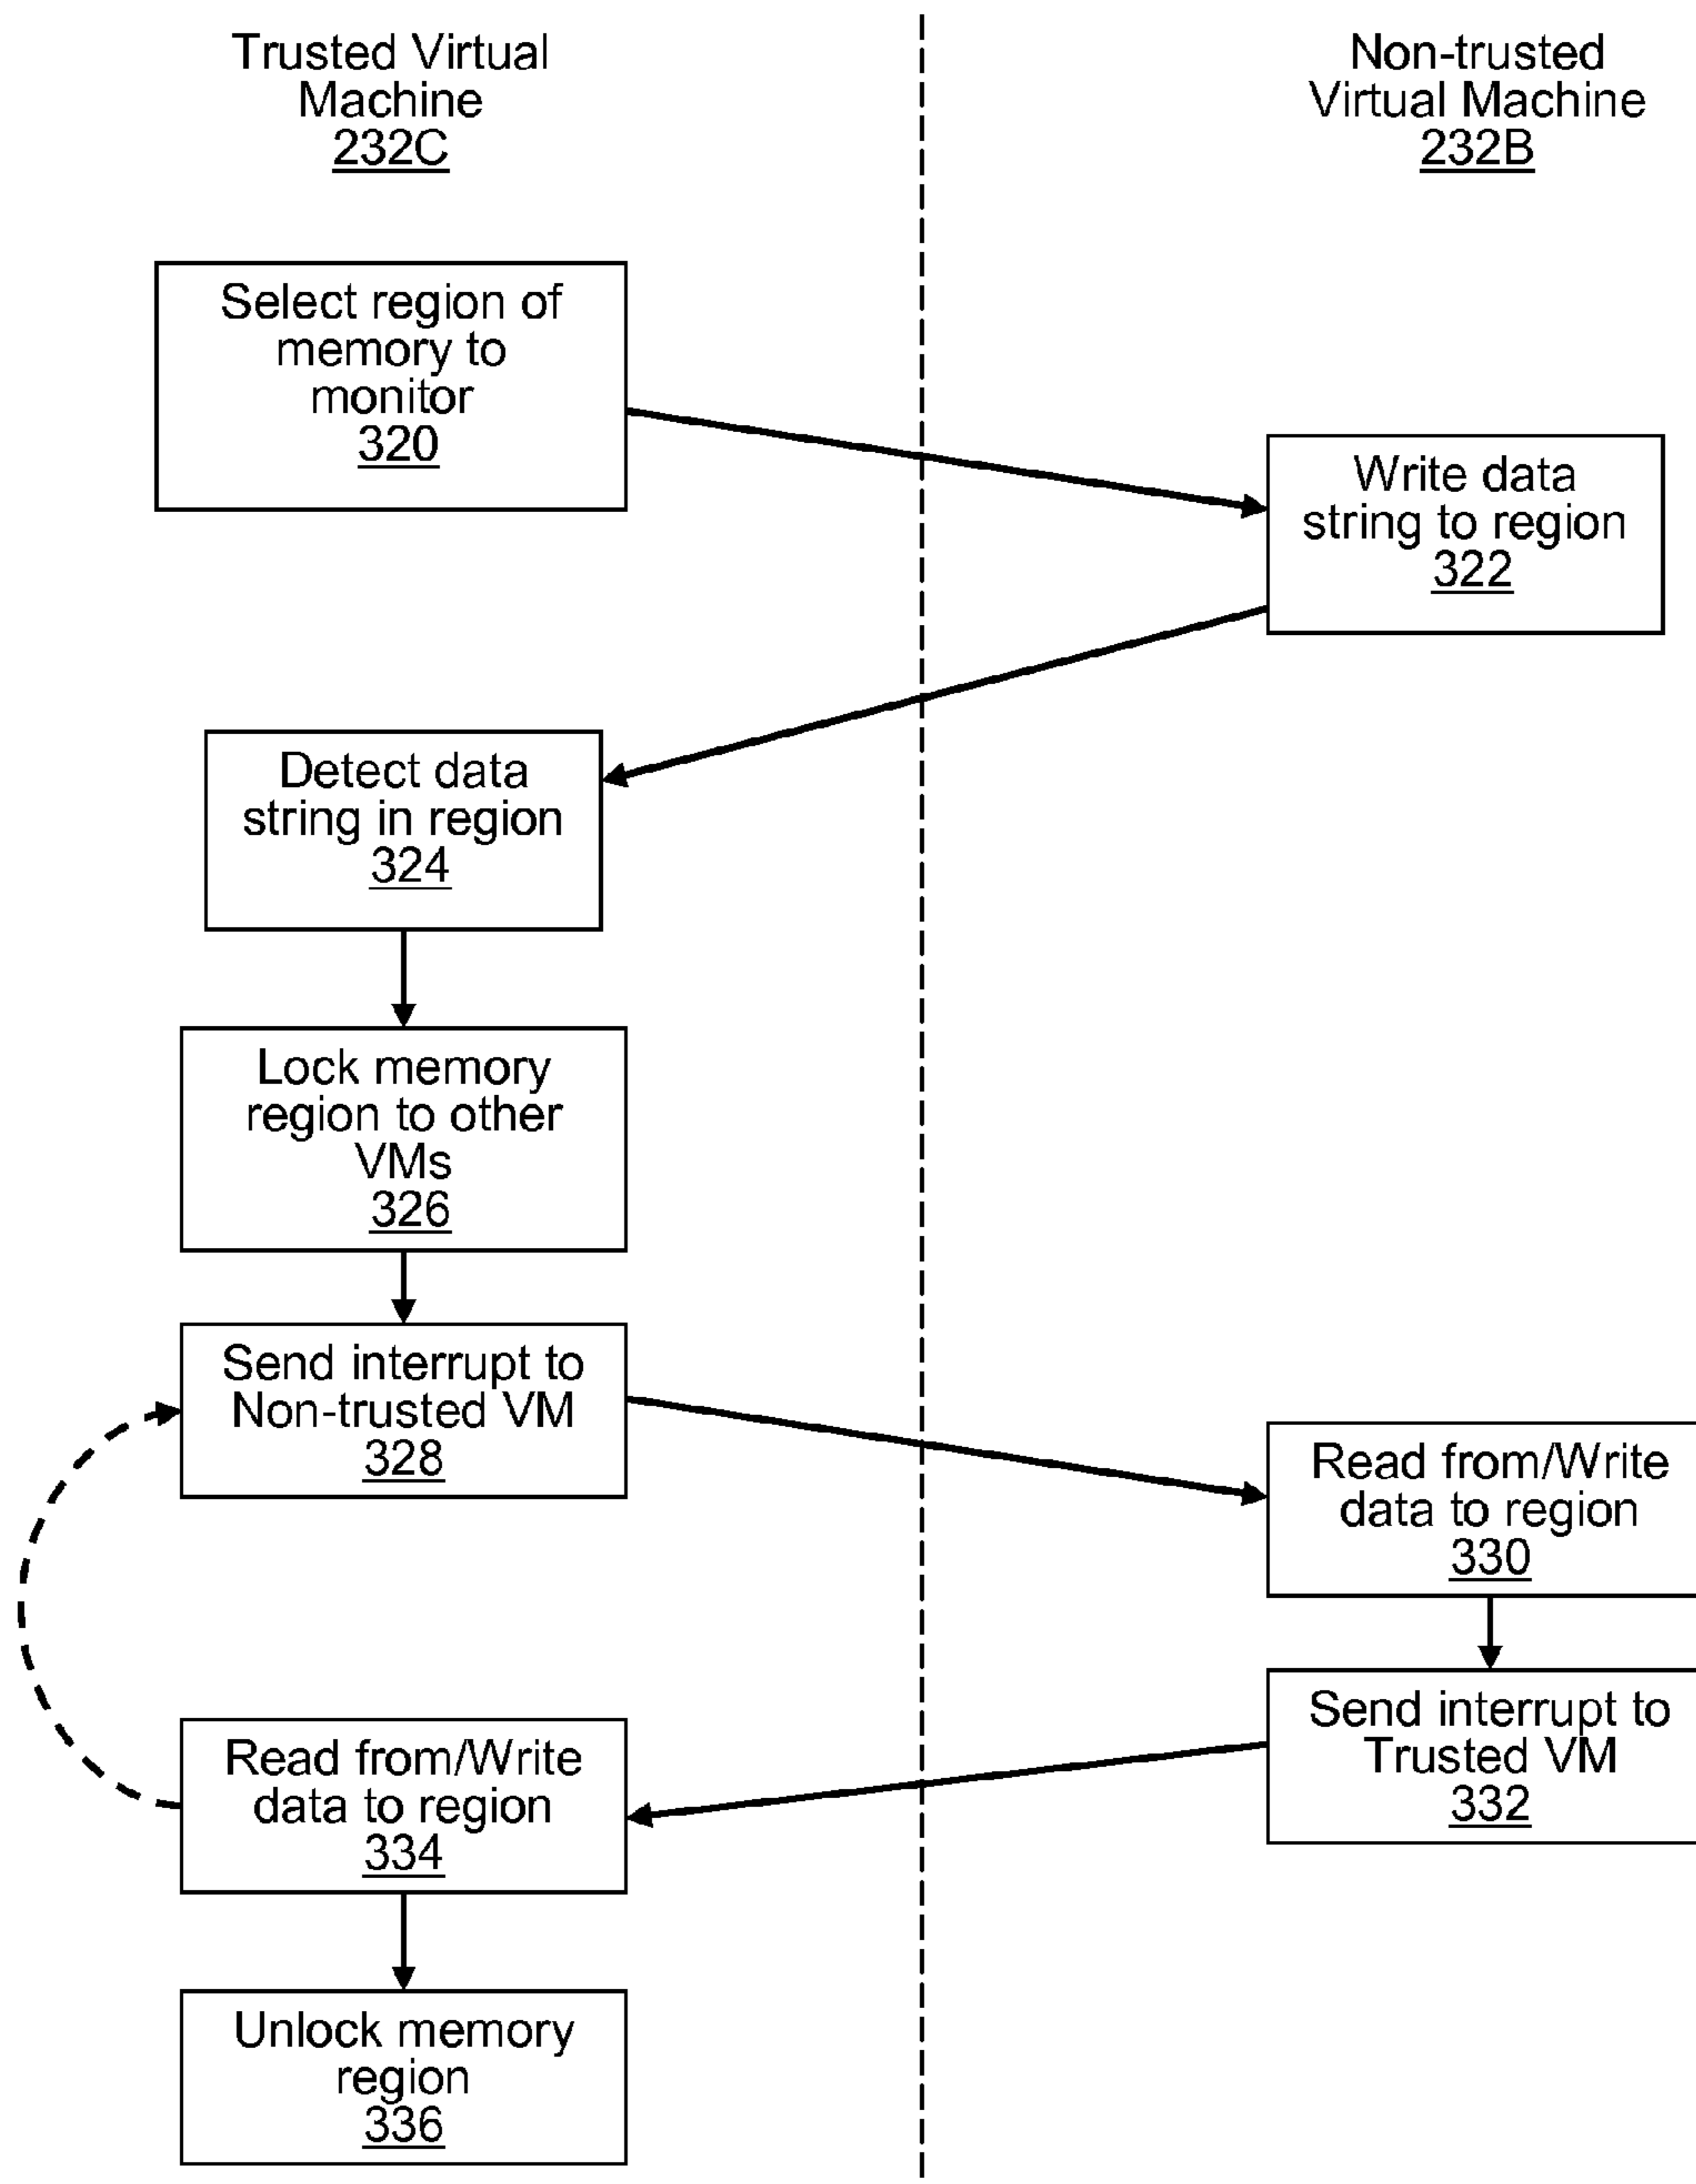 Trusted Virtual
Machine
232C
Non-trusted
Virtual Machine
232B
Select region of
memory to
monitor
320
Write data
string to region
322
Detect data
string in region
324
Lock memory
region to other
VMs
326
Send interrupt to
Non-trusted VM
328
Read from/Write
data to region
330
Send interrupt to
Trusted VM
332
Read from/Write
data to region
334
Unlock memory
region
336